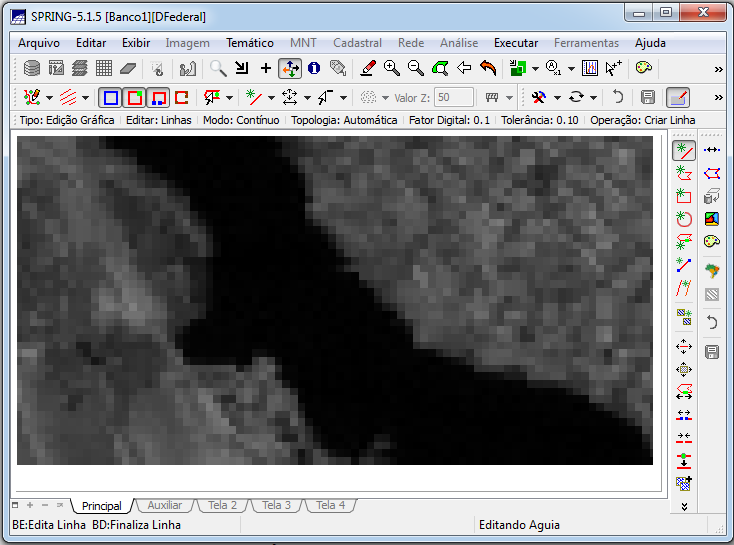 SPRING-5.1.5 [Banco1][DFederal]
Arquivo Editar Exibir Imagem Temático MNT Cadastral Rede Análise Executar Ferramentas Ajuda
Valor Z: 50
Tipo: Edição Gráfica Editar: Linhas Modo: Contínuo Topologia: Automática Fator Digital: 0.1 Tolerância: 0.10 Operação: Criar Linha
Principal Auxiliar Tela 2 Tela 3 Tela 4
BE:Edita Linha BD:Finaliza Linha Editando Aguia